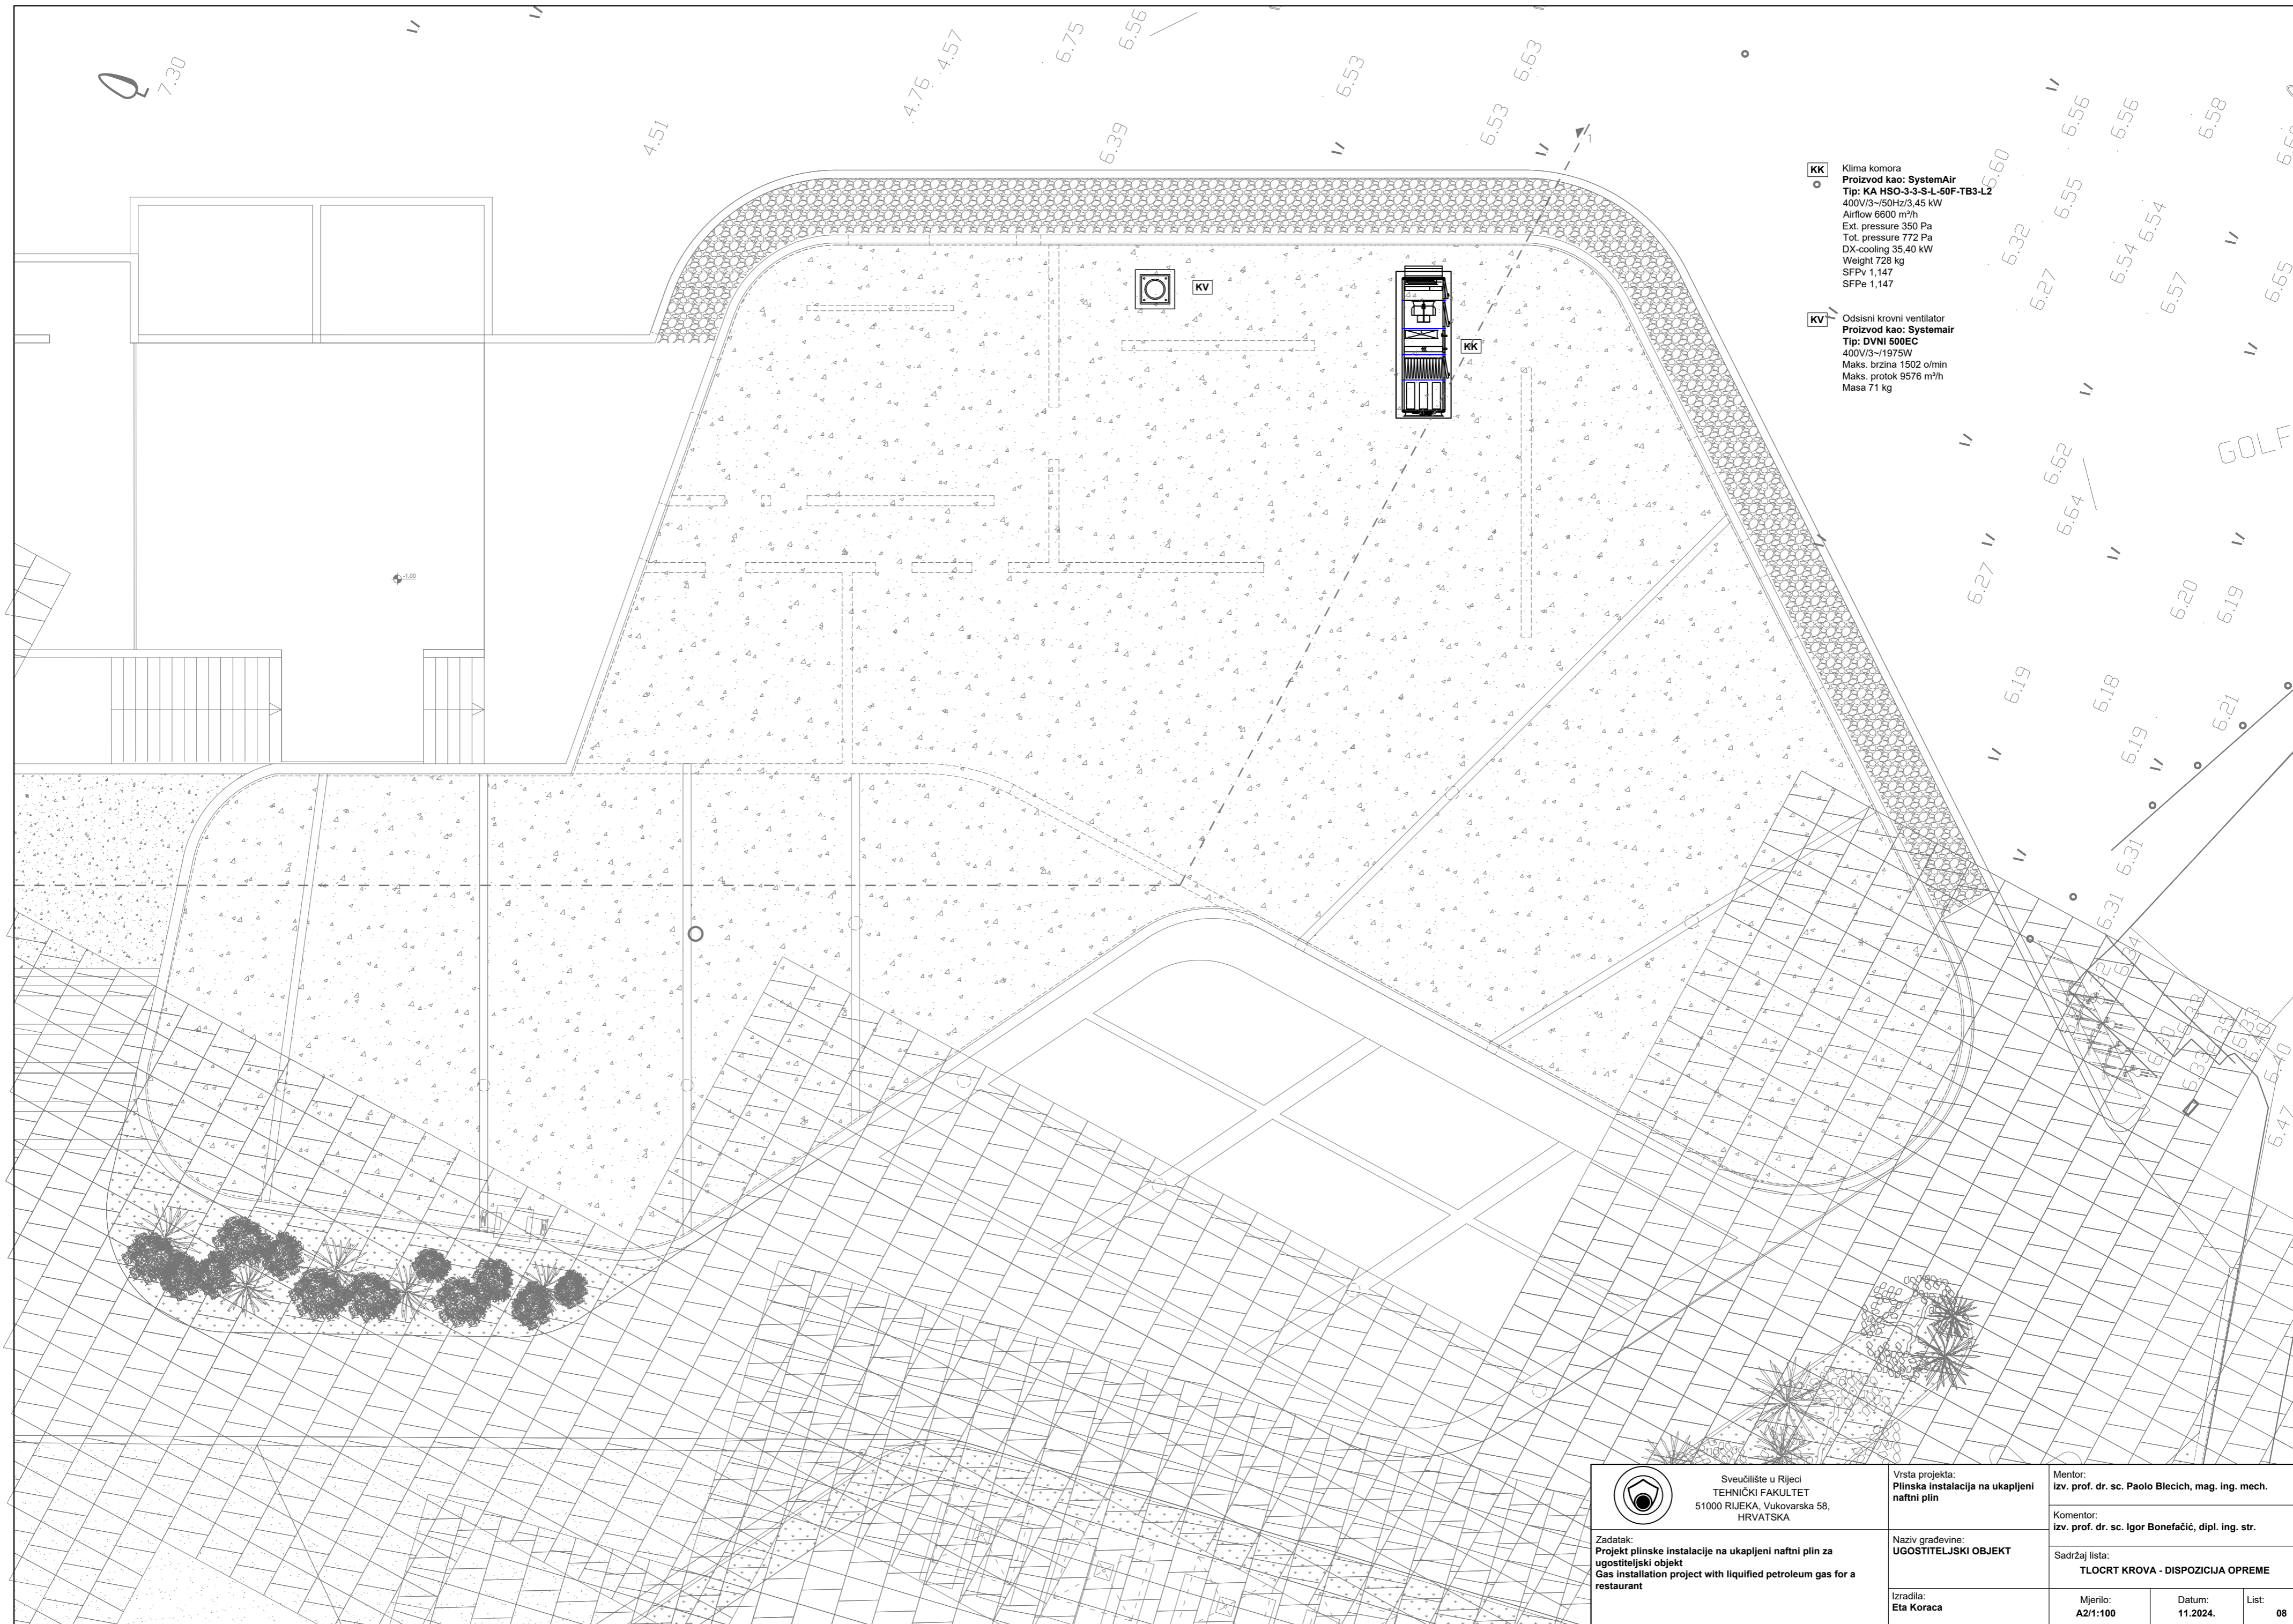 7.30
4.51
4.76
4.57
6.75
6.56
6.39
6.53
6.53
6.63
1
KK
Klima komora
Proizvod kao: SystemAir
Tip: KA HSO-3-3-S-L-50F-TB3-L2
400V/3~/50Hz/3,45 kW
Airflow 6600 m³/h
Ext. pressure 350 Pa
Tot. pressure 772 Pa
DX-cooling 35,40 kW
Weight 728 kg
SFPv 1,147
SFPe 1,147
KV
Odsisni krovni ventilator
Proizvod kao: Systemair
Tip: DVNI 500EC
400V/3~/1975W
Maks. brzina 1502 o/min
Maks. protok 9576 m³/h
Masa 71 kg
6.56
6.56
6.58
6.60
6.55
6.54
6.54
6.32
6.27
6.57
6.65
GOLF
6.62
6.64
6.27
6.20
6.19
6.19
6.18
6.21
6.19
6.31
6.31
6.34
6.40
6.47
KV
KK
-1.00
Sveučilište u Rijeci
TEHNIČKI FAKULTET
51000 RIJEKA, Vukovarska 58,
HRVATSKA
Vrsta projekta:
Plinska instalacija na ukapljeni
naftni plin
Mentor:
izv. prof. dr. sc. Paolo Blecich, mag. ing. mech.
Komentor:
izv. prof. dr. sc. Igor Bonefačić, dipl. ing. str.
Zadatak:
Projekt plinske instalacije na ukapljeni naftni plin za
ugostiteljski objekt
Gas installation project with liquified petroleum gas for a
restaurant
Naziv građevine:
UGOSTITELJSKI OBJEKT
Sadržaj lista:
TLOCRT KROVA - DISPOZICIJA OPREME
Izradila:
Eta Koraca
Mjerilo:
A2/1:100
Datum:
11.2024.
List:
08